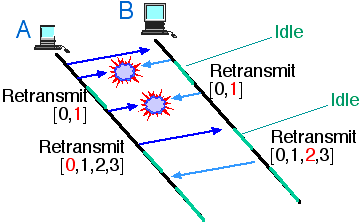 A
B
Idle
Retransmit
[0,1]
Retransmit
[0,1]
Idle
Retransmit
[0,1,2,3]
Retransmit
[0,1,2,3]